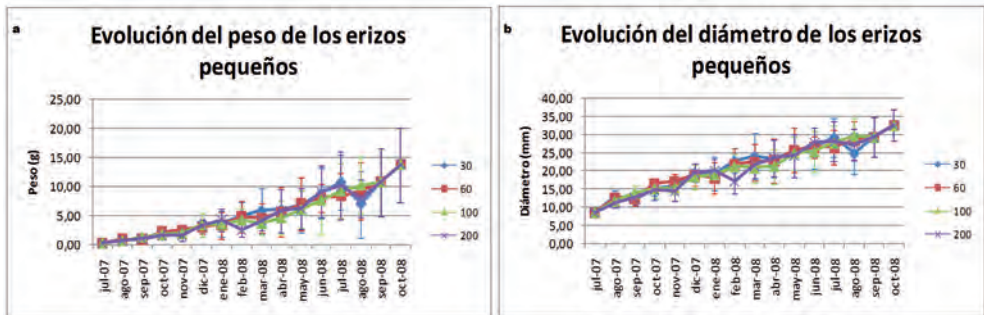 a
Evolución del peso de los erizos
pequeños
Peso (g)
25,00
20,00
15,00
10,00
5,00
0,00
jul-07
ago-07
sep-07
oct-07
nov-07
dic-07
ene-08
feb-08
mar-08
abr-08
may-08
jun-08
jul-08
ago-08
sep-08
oct-08
30
60
100
200
b
Evolución del diámetro de los erizos
pequeños
Diámetro (mm)
40,00
35,00
30,00
25,00
20,00
15,00
10,00
5,00
0,00
jul-07
ago-07
sep-07
oct-07
nov-07
dic-07
ene-08
feb-08
mar-08
abr-08
may-08
jun-08
jul-08
ago-08
sep-08
oct-08
30
60
100
200